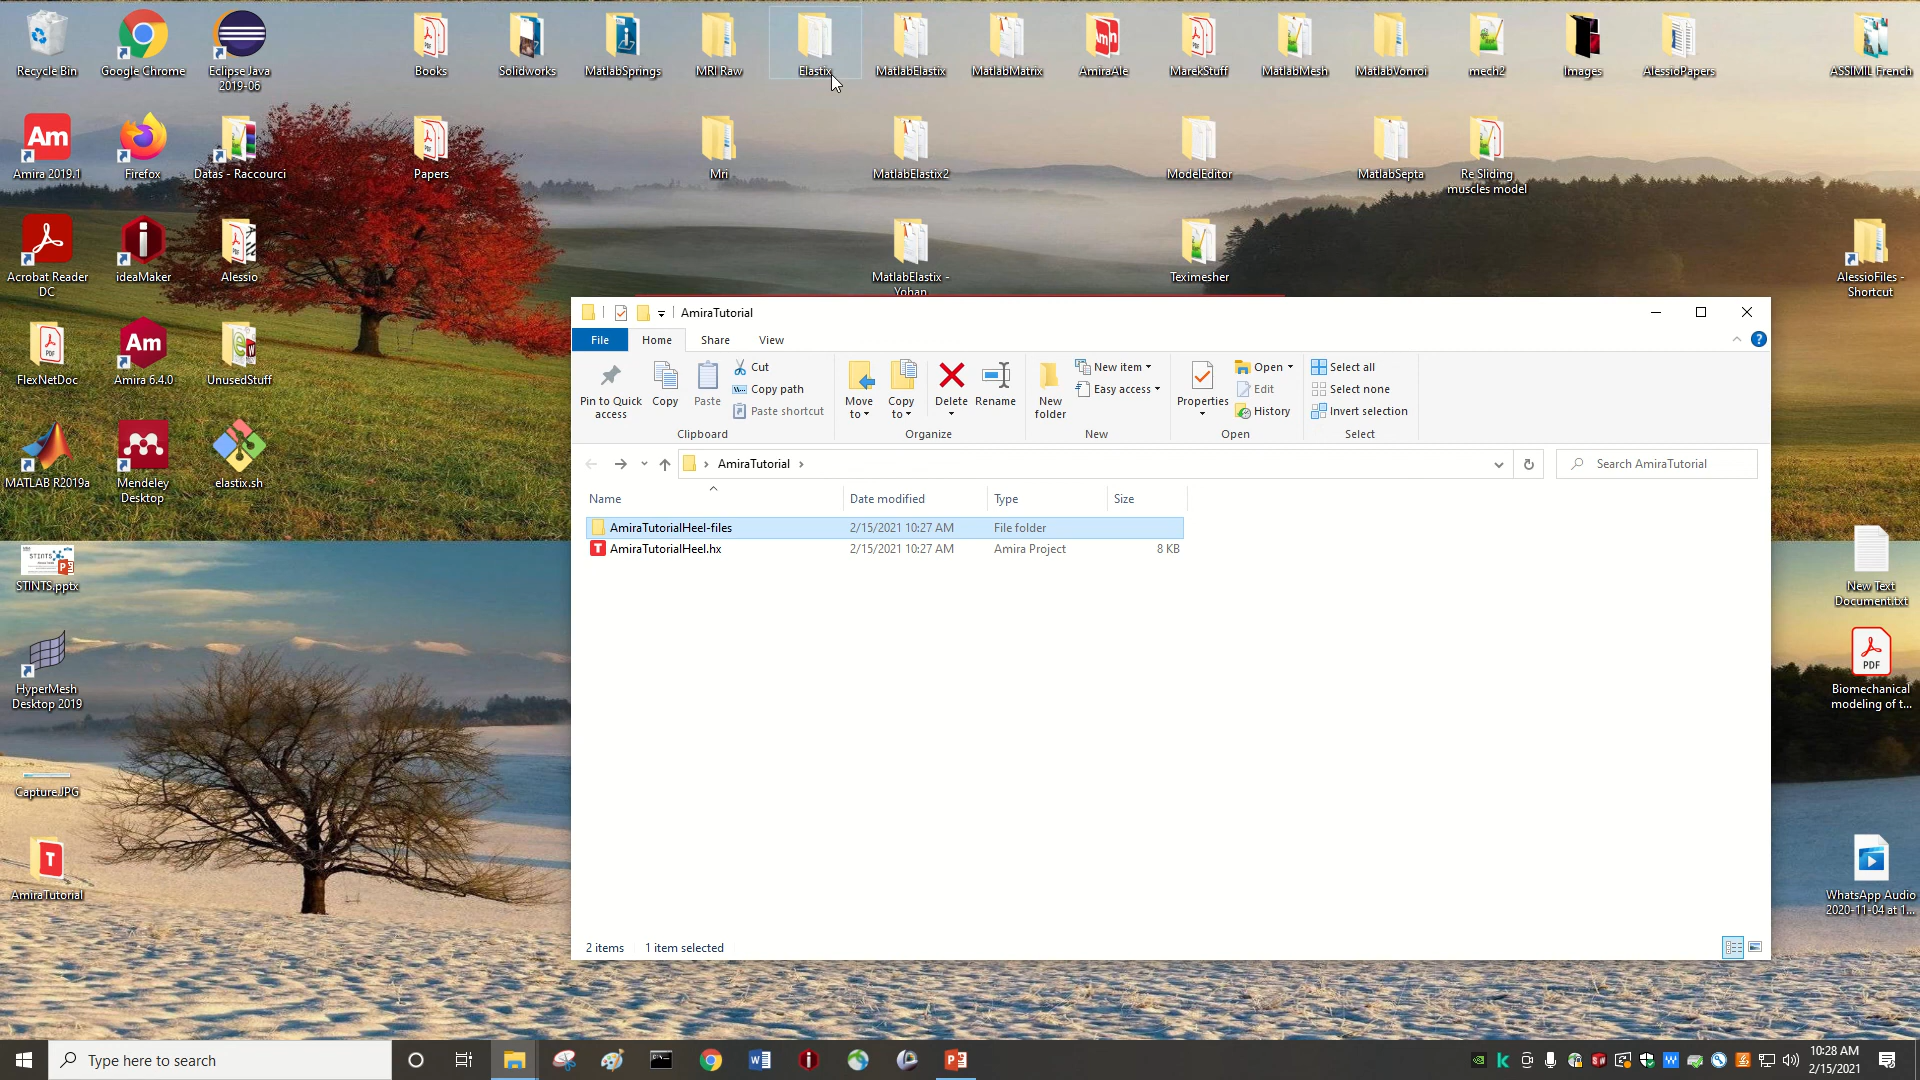 Recycle Bin
Google Chrome
Eclipse Java
2019-06
Books
Solidworks
MatlabSprings
MRI Raw
Elastix
MatlabElastix
MatlabMatrix
AmiraAle
MarekStuff
MatlabMesh
MatlabVonroi
mech2
Images
AlessioPapers
ASSIMIL French
Amira 2019.1
Firefox
Datas - Raccourci
Papers
Mri
MatlabElastix2
ModelEditor
MatlabSepta
Re Sliding
muscles model
Acrobat Reader
DC
ideaMaker
Alessio
MatlabElastix -
Yohan
Teximesher
AlessioFiles -
Shortcut
FlexNetDoc
Amira 6.4.0
UnusedStuff
MATLAB R2019a
Mendeley
Desktop
elastix.sh
STINTS.pptx
HyperMesh
Desktop 2019
Capture.JPG
AmiraTutorial
New Text
Document.txt
PDF
Biomechanical
modeling of t...
WhatsApp Audio
2020-11-04 at 1...
AmiraTutorial
File
Home
Share
View
Pin to Quick
access
Copy
Paste
Cut
Copy path
Paste shortcut
Clipboard
Move
to
Copy
to
Delete
Rename
Organize
New
folder
New item
Easy access
New
Properties
Open
Edit
History
Open
Select all
Select none
Invert selection
Select
AmiraTutorial
Search AmiraTutorial
Name
Date modified
Type
Size
AmiraTutorialHeel-files 2/15/2021 10:27 AM File folder
AmiraTutorialHeel.hx 2/15/2021 10:27 AM Amira Project 8 KB
2 items 1 item selected
Type here to search
10:28 AM
2/15/2021